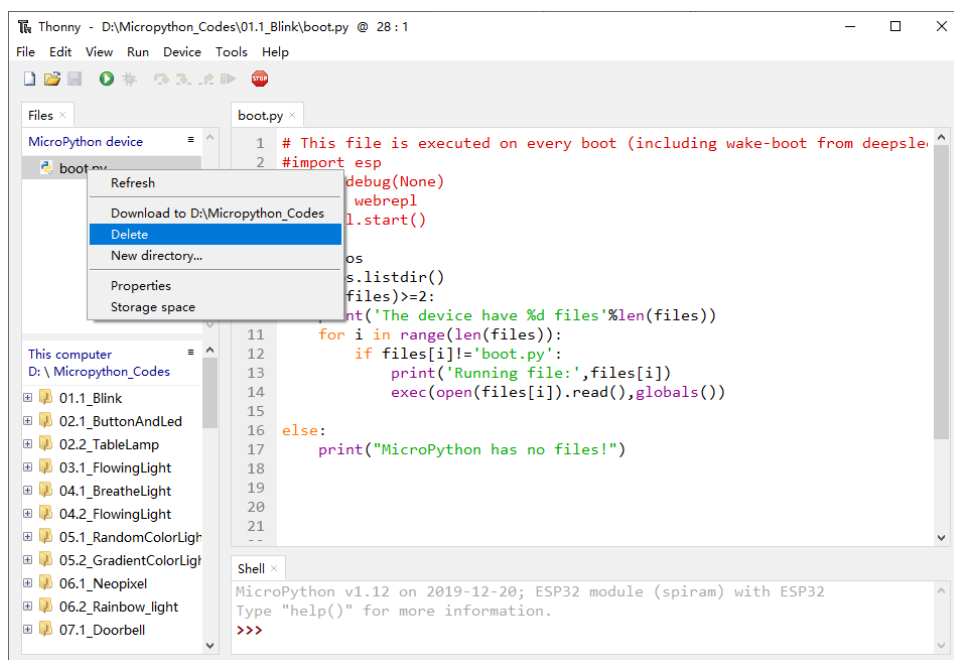 Thonny - D:\Micropython_Codes\01.1_Blink\boot.py @ 28 : 1
File Edit View Run Device Tools Help
STOP
Files ×
MicroPython device
boot.py
Refresh
Download to D:\Micropython_Codes
Delete
New directory...
Properties
Storage space
This computer
D: \ Micropython_Codes
01.1_Blink
02.1_ButtonAndLed
02.2_TableLamp
03.1_FlowingLight
04.1_BreatheLight
04.2_FlowingLight
05.1_RandomColorLigh
05.2_GradientColorLigh
06.1_Neopixel
06.2_Rainbow_light
07.1_Doorbell
boot.py ×
1 # This file is executed on every boot (including wake-boot from deepslee
2 #import esp
debug(None)
webrepl
l.start()
os
s.listdir()
files)>=2:
nt('The device have %d files'%len(files))
11 for i in range(len(files)):
12 if files[i]!='boot.py':
13 print('Running file:',files[i])
14 exec(open(files[i]).read(),globals())
15
16 else:
17 print("MicroPython has no files!")
18
19
20
21
Shell ×
MicroPython v1.12 on 2019-12-20; ESP32 module (spiram) with ESP32
Type "help()" for more information.
>>>